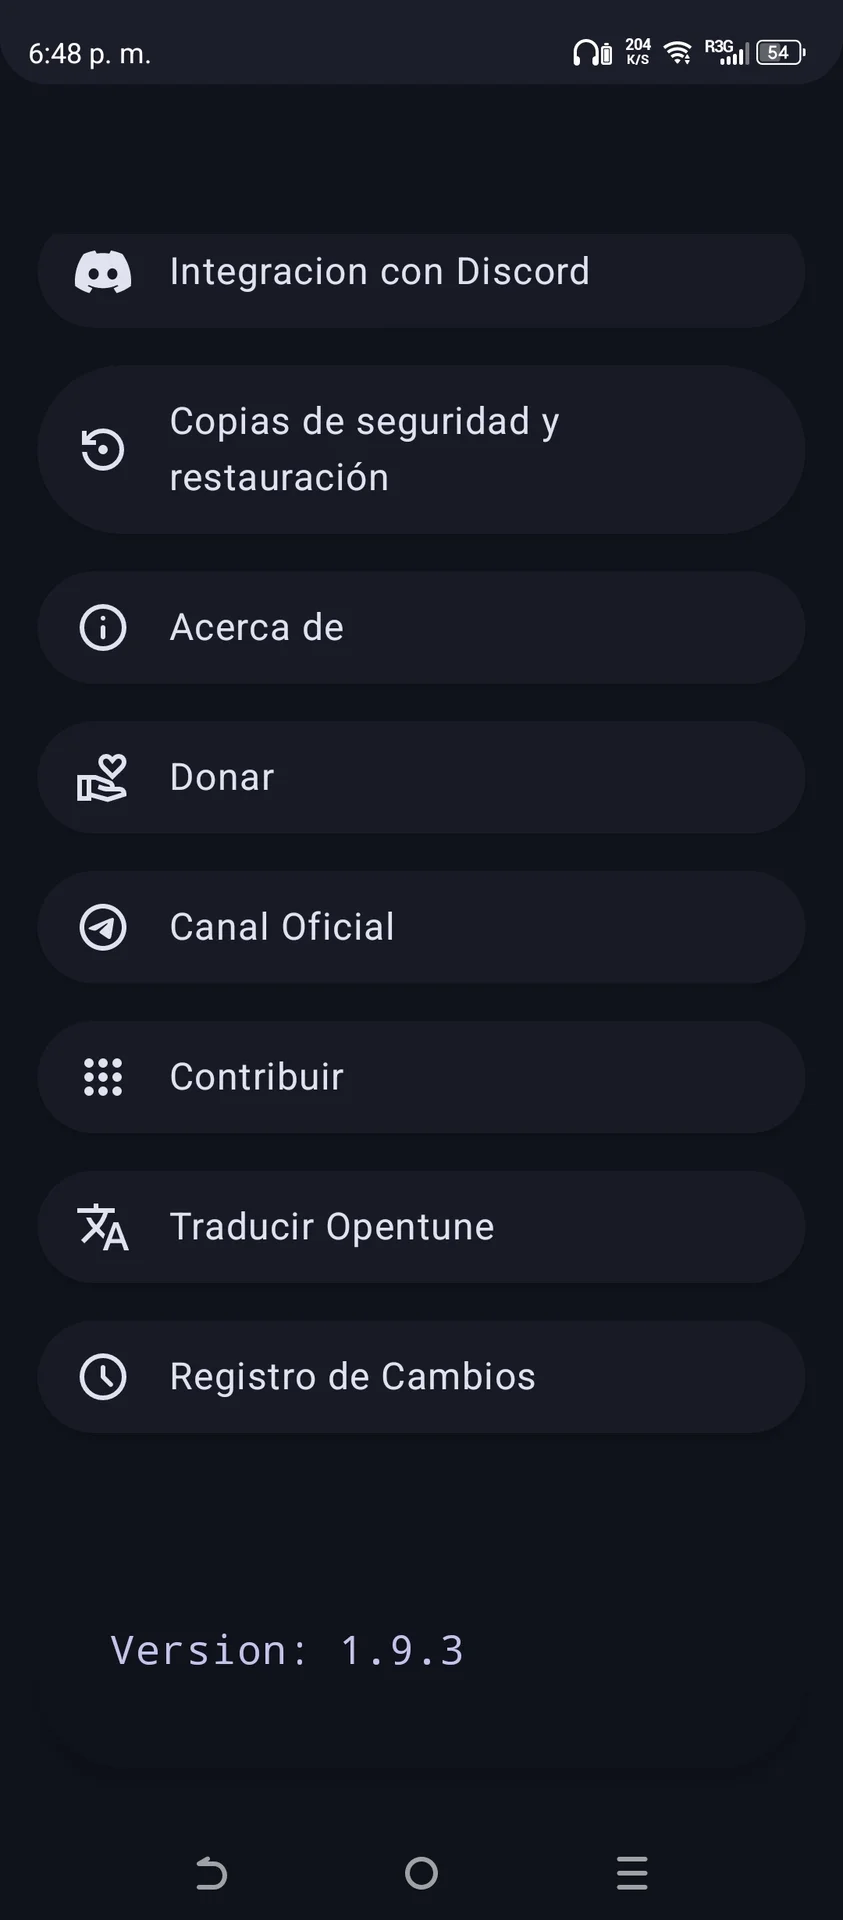 6:48 p. m.
204
K/S
R3G
54
Integracion con Discord
Copias de seguridad y
restauración
Acerca de
Donar
Canal Oficial
Contribuir
Traducir Opentune
Registro de Cambios
Version: 1.9.3